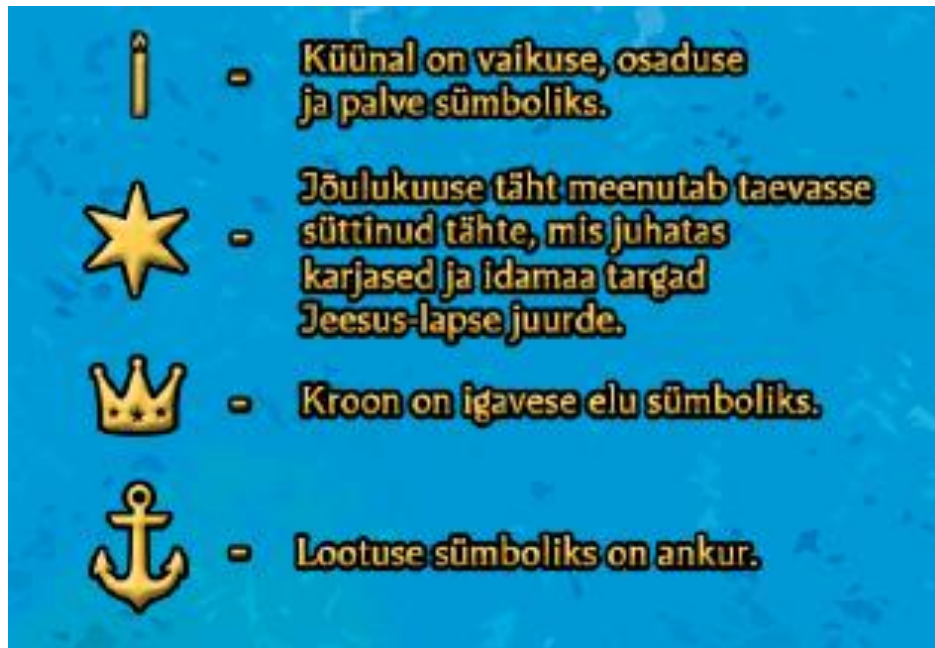 - Küünal on vaikuse, osaduse
ja palve sümboliks.
- Jõulukuuse täht meenutab taevasse
süttinud tähte, mis juhatas
karjased ja idamaa targad
Jeesus-lapse juurde.
- Kroon on igavese elu sümboliks.
- Lootuse sümboliks on ankur.